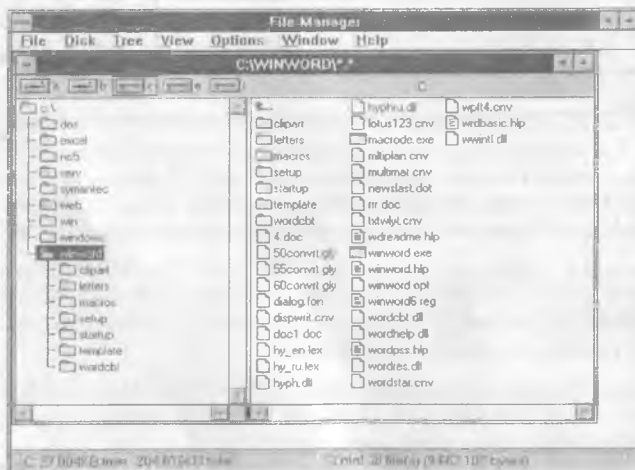 File Manager
File Disk Tree View Options Window Help
C:\WINWORD\*.*
a b c e
c:\
dos
excel
nc5
symantec
web
win
windows
winword
clipart
letters
macros
setup
startup
template
wordcbt
clipart
letters
macros
setup
startup
template
wordcbt
4.doc
50convrt.gly
55convrt.gly
60convrt.gly
dialog.fon
dispwrit.cnv
doc1.doc
hy_en.lex
hy_ru.lex
hyph.dll
hyphru.dll
lotus123.cnv
macrode.exe
mltiplan.cnv
multimat.cnv
newslast.dot
rrr.doc
txtwlyt.cnv
wdreadme.hlp
winword.exe
winword.hlp
winword.opt
winword6.reg
wordcbt.dll
wordhelp.dll
wordpss.hlp
wordres.dll
wordstar.cnv
wpft4.cnv
wrdbasic.hlp
wwintl.dll